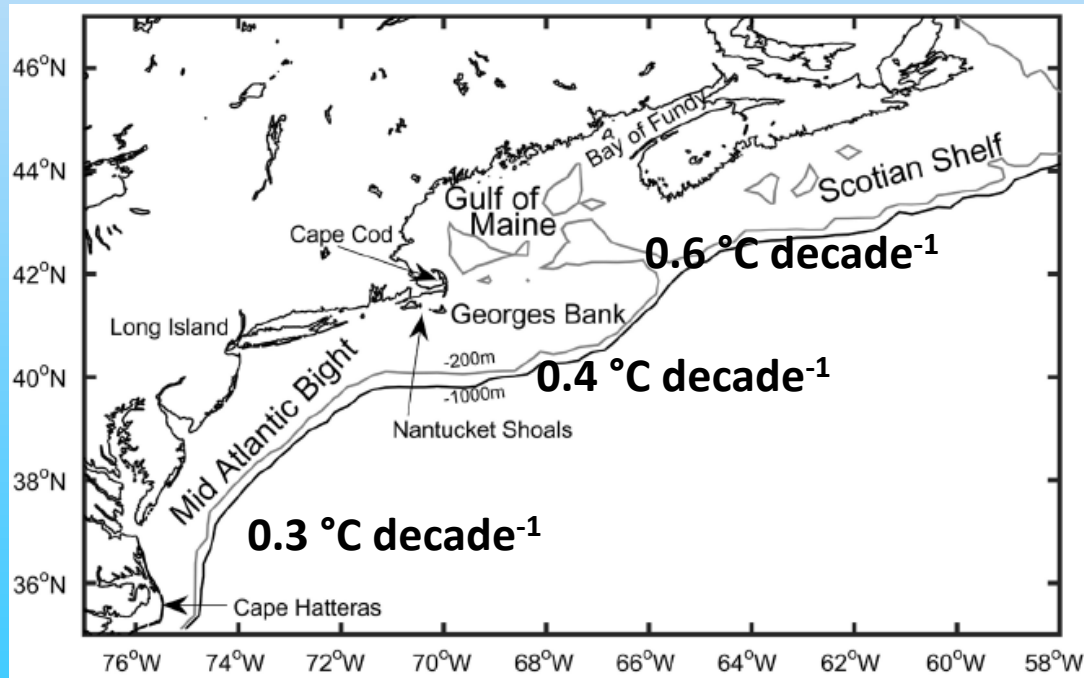 46°N
44°N
42°N
40°N
38°N
36°N
Bay of Fundy
Scotian Shelf
Gulf of
Maine
Cape Cod
0.6 °C decade⁻¹
Georges Bank
Long Island
-200m
0.4 °C decade⁻¹
-1000m
Nantucket Shoals
Mid Atlantic Bight
0.3 °C decade⁻¹
Cape Hatteras
76°W 74°W 72°W 70°W 68°W 66°W 64°W 62°W 60°W 58°W